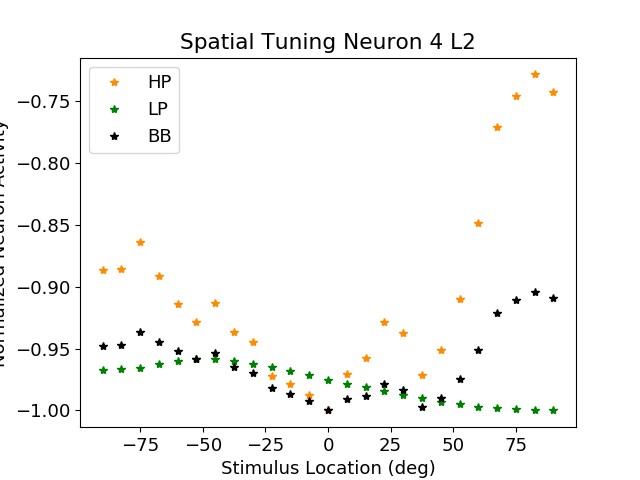 Spatial Tuning Neuron 4 L2
HP
LP
BB
−0.75
−0.80
−0.85
−0.90
−0.95
−1.00
−75 −50 −25 0 25 50 75
Stimulus Location (deg)
Normalized Neuron Activity